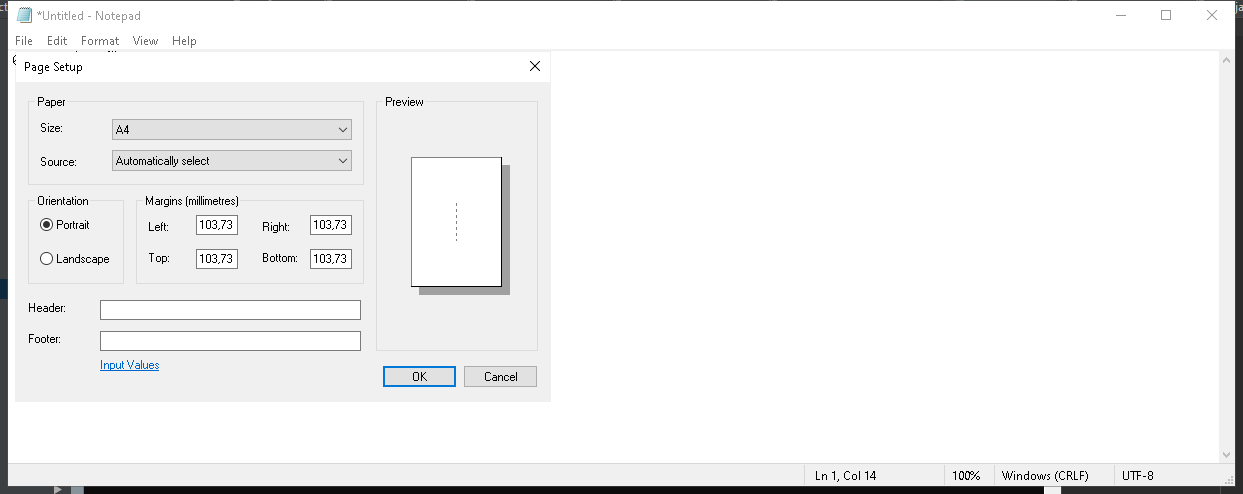 *Untitled - Notepad
File Edit Format View Help
Page Setup
Paper
Size: A4
Source: Automatically select
Orientation
Portrait
Landscape
Margins (millimetres)
Left: 103,73 Right: 103,73
Top: 103,73 Bottom: 103,73
Header:
Footer:
Input Values
Preview
OK Cancel
Ln 1, Col 14 100% Windows (CRLF) UTF-8